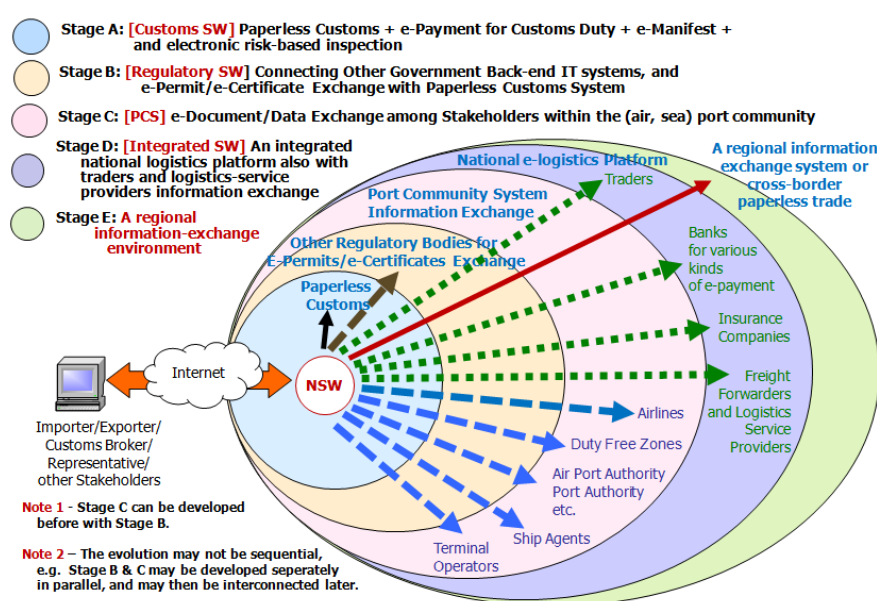 Stage A: [Customs SW] Paperless Customs + e-Payment for Customs Duty + e-Manifest +
and electronic risk-based inspection
Stage B: [Regulatory SW] Connecting Other Government Back-end IT systems, and
e-Permit/e-Certificate Exchange with Paperless Customs System
Stage C: [PCS] e-Document/Data Exchange among Stakeholders within the (air, sea) port community
Stage D: [Integrated SW] An integrated
national logistics platform also with
traders and logistics-service
providers information exchange
Stage E: A regional
information-exchange
environment
National e-logistics Platform
Traders
A regional information
exchange system or
cross-border
paperless trade
Port Community System
Information Exchange
Other Regulatory Bodies for
E-Permits/e-Certificates Exchange
Paperless
Customs
Banks
for various
kinds
of e-payment
Insurance
Companies
Internet
NSW
Freight
Forwarders
and Logistics
Service
Providers
Airlines
Duty Free Zones
Air Port Authority
Port Authority
etc.
Ship Agents
Terminal
Operators
Importer/Exporter/
Customs Broker/
Representative/
other Stakeholders
Note 1 - Stage C can be developed
before with Stage B.
Note 2 – The evolution may not be sequential,
e.g. Stage B & C may be developed seperately
in parallel, and may then be interconnected later.